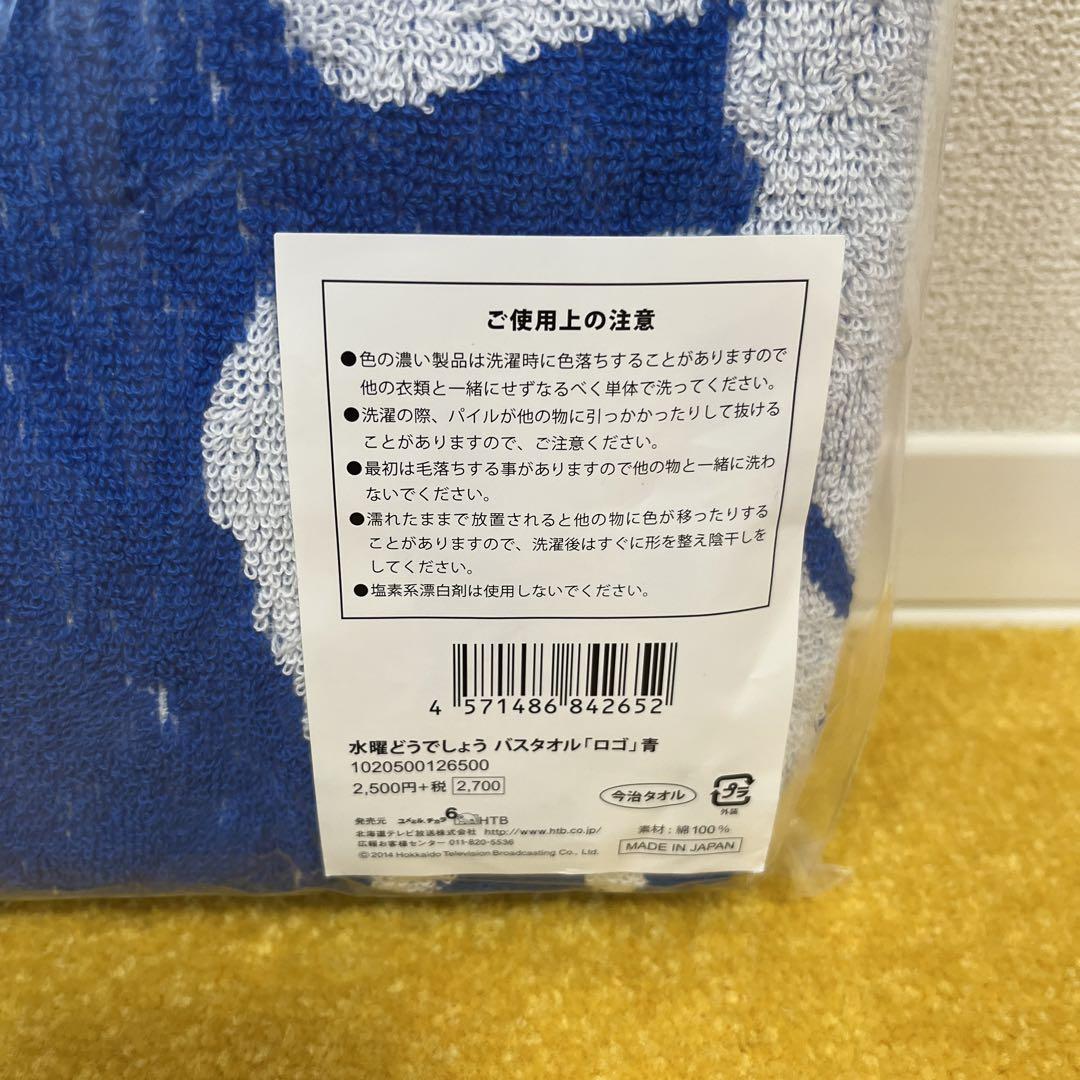 ご使用上の注意
●色の濃い製品は洗濯時に色落ちすることがありますので
他の衣類と一緒にせずなるべく単体で洗ってください。
●洗濯の際、パイルが他の物に引っかかったりして抜ける
ことがありますので、ご注意ください。
●最初は毛落ちする事がありますので他の物と一緒に洗わ
ないでください。
●濡れたままで放置されると他の物に色が移ったりする
ことがありますので、洗濯後はすぐに形を整え陰干しを
してください。
●塩素系漂白剤は使用しないでください。
4 571486 842652
水曜どうでしょう バスタオル「ロゴ」青
1020500126500
2,500円+税 2,700
今治タオル
プラ
外装
発売元 ユメミル、チカラ 6 HTB
北海道テレビ放送株式会社 http://www.htb.co.jp/
広報お客様センター 011-820-5536
©2014 Hokkaido Television Broadcasting Co., Ltd.
素材:綿100%
MADE IN JAPAN